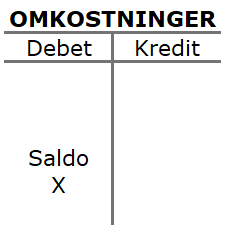 OMKOSTNINGER
Debet Kredit
Saldo
X